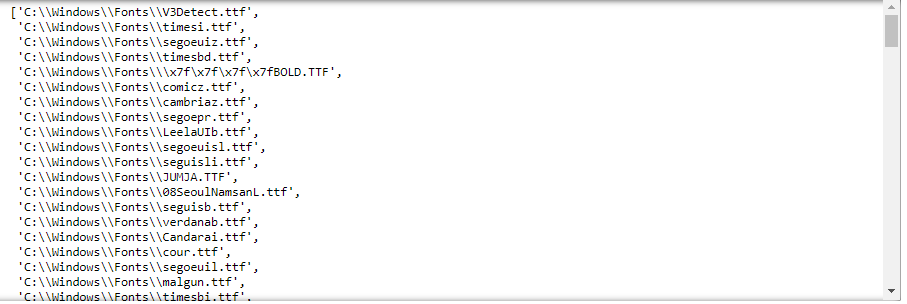 ['C:\\Windows\\Fonts\\V3Detect.ttf',
'C:\\Windows\\Fonts\\timesi.ttf',
'C:\\Windows\\Fonts\\segoeuiz.ttf',
'C:\\Windows\\Fonts\\timesbd.ttf',
'C:\\Windows\\Fonts\\\x7f\x7f\x7f\x7fBOLD.TTF',
'C:\\Windows\\Fonts\\comicz.ttf',
'C:\\Windows\\Fonts\\cambriaz.ttf',
'C:\\Windows\\Fonts\\segoepr.ttf',
'C:\\Windows\\Fonts\\LeelaUIb.ttf',
'C:\\Windows\\Fonts\\segoeuisl.ttf',
'C:\\Windows\\Fonts\\seguisli.ttf',
'C:\\Windows\\Fonts\\JUMJA.TTF',
'C:\\Windows\\Fonts\\08SeoulNamsanL.ttf',
'C:\\Windows\\Fonts\\seguisb.ttf',
'C:\\Windows\\Fonts\\verdanab.ttf',
'C:\\Windows\\Fonts\\Candarai.ttf',
'C:\\Windows\\Fonts\\cour.ttf',
'C:\\Windows\\Fonts\\segoeuil.ttf',
'C:\\Windows\\Fonts\\malgun.ttf',
'C:\\Windows\\Fonts\\timesbi.ttf',